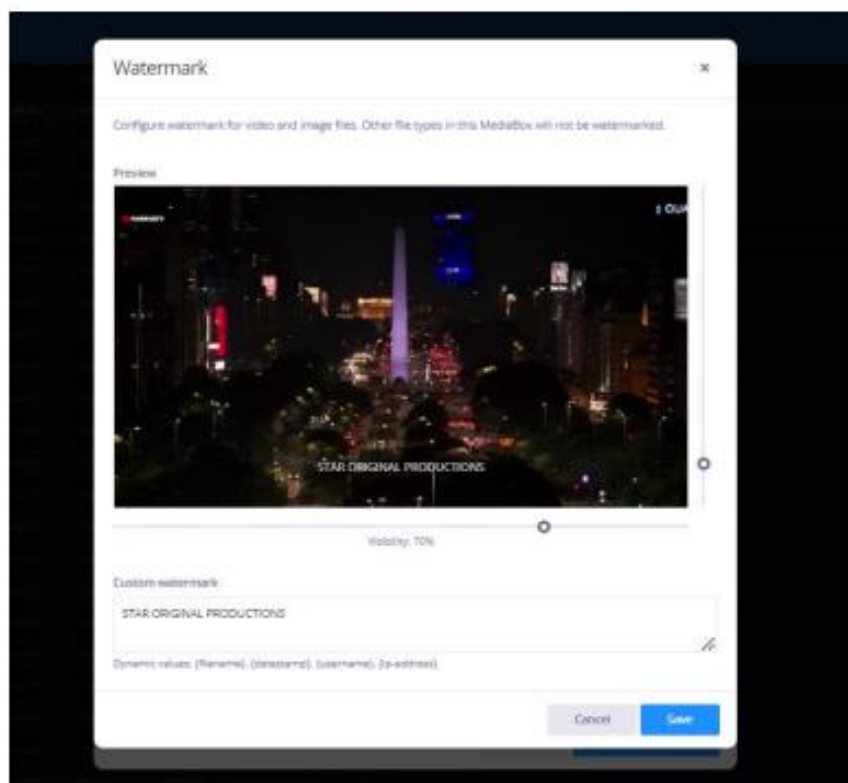 Watermark
×
Configure watermark for video and image files. Other file types in this MediaBox will not be watermarked.
Preview
STAR ORIGINAL PRODUCTIONS
Visibility: 70%
Custom watermark
STAR ORIGINAL PRODUCTIONS
Dynamic values: {filename}, {datestamp}, {username}, {ip-address}
Cancel
Save